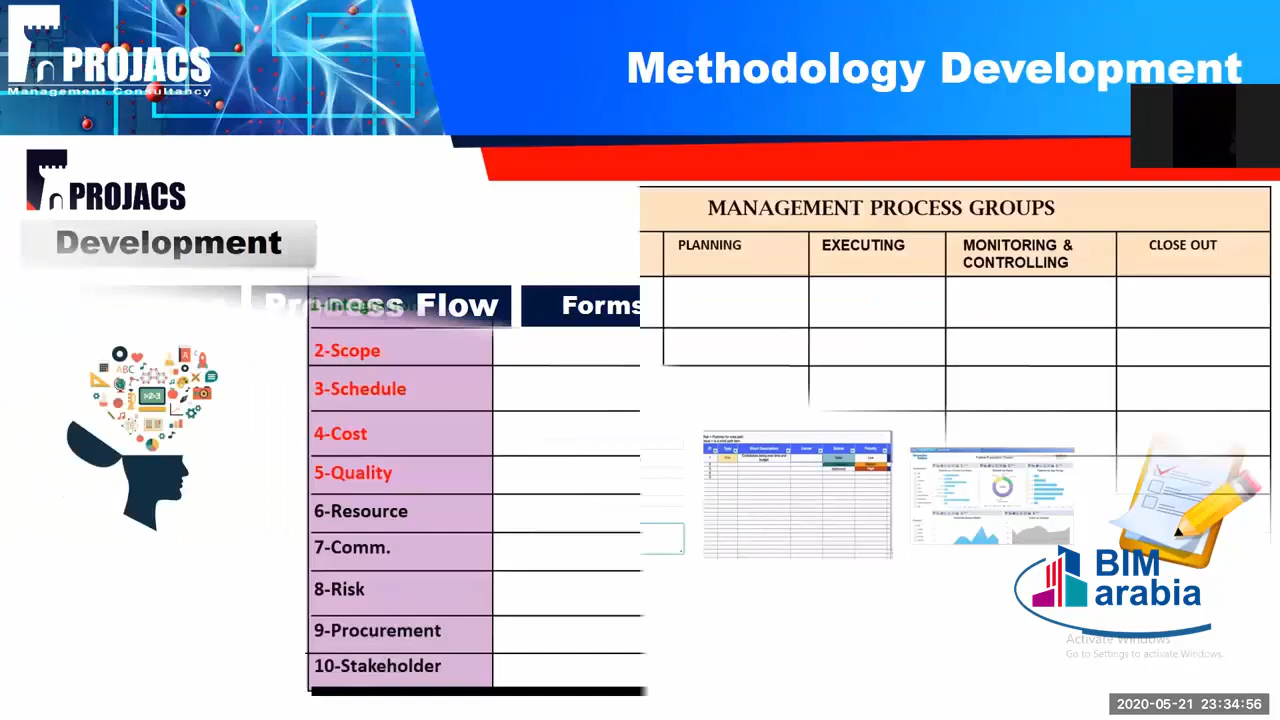 PROJACS
Management Consultancy
Methodology Development
PROJACS
Development
MANAGEMENT PROCESS GROUPS
PLANNING
EXECUTING
MONITORING &
CONTROLLING
CLOSE OUT
Process Flow
Forms
2-Scope
3-Schedule
4-Cost
5-Quality
6-Resource
7-Comm.
8-Risk
9-Procurement
10-Stakeholder
ABC
BIM
arabia
Activate Windows
Go to Settings to activate Windows.
2020-05-21 23:34:56